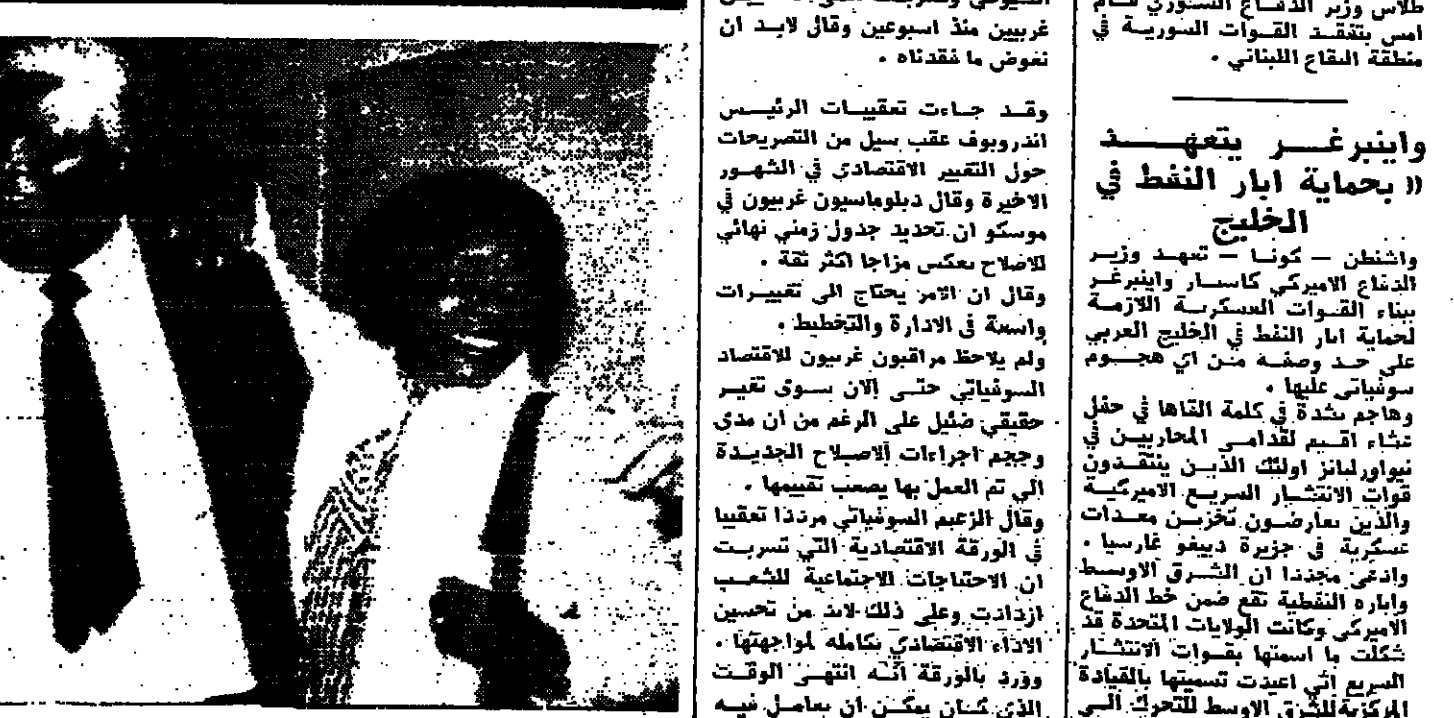 طلاس وزير الدفاع السوري قام
امس بتفقد القوات السورية في
منطقة البقاع اللبناني .
واينبرغر يتعهد
« بحماية ابار النفط في
الخليج
واشنطن — كونا — تعهد وزير
الدفاع الاميركي كاسبار واينبرغر
ببناء القوات العسكرية اللازمة
لحماية ابار النفط في الخليج العربي
على حد وصفه من اي هجوم
سوفياتي عليها .
وهاجم بشدة في كلمة القاها في حفل
عشاء اقيم لقدامى المحاربين في
نيواورليانز اولئك الذين ينتقدون
قوات الانتشار السريع الاميركية
والذين يعارضون تخزين معدات
عسكرية في جزيرة دييغو غارسيا .
وادعى مجددا ان الشرق الاوسط
واباره النفطية تقع ضمن خط الدفاع
الاميركي وكانت الولايات المتحدة قد
شكلت ما اسمتها بقوات الانتشار
السريع التي اعيدت تسميتها بالقيادة
المركزية للشرق الاوسط للتحرك الى
غربيين منذ اسبوعين وقال لابد ان
نعوض ما فقدناه .
وقد جاءت تعقيبات الرئيس
اندروبوف عقب سيل من التصريحات
حول التغيير الاقتصادي في الشهور
الاخيرة وقال دبلوماسيون غربيون في
موسكو ان تحديد جدول زمني نهائي
للاصلاح يعكس مزاجا اكثر ثقة .
وقال ان الامر يحتاج الى تغييرات
واسعة في الادارة والتخطيط .
ولم يلاحظ مراقبون غربيون للاقتصاد
السوفياتي حتى الان سوى تغير
حقيقي ضئيل على الرغم من ان مدى
وحجم اجراءات الاصلاح الجديدة
الي تم العمل بها يصعب تقييمها .
وقال الزعيم السوفياتي مرددا تعقيبا
في الورقة الاقتصادية التي تسربت
ان الاحتياجات الاجتماعية للشعب
ازدادت وعلى ذلك لابد من تحسين
الاداء الاقتصادي بكامله لمواجهتها .
وورد بالورقة انه انتهى الوقت
الذي كان يمكن ان يعامل فيه